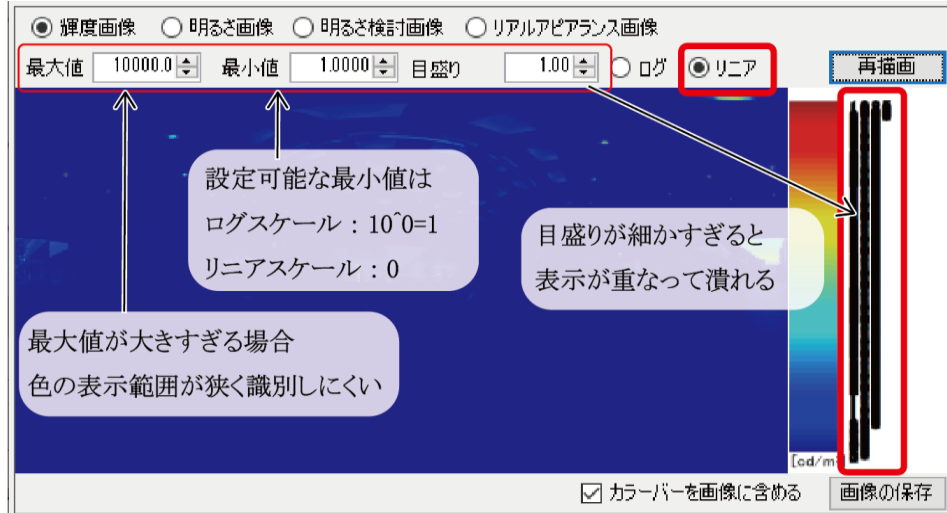 輝度画像 明るさ画像 明るさ検討画像 リアルアピアランス画像
最大値 10000.0 最小値 1.0000 目盛り 1.00 ログ リニア 再描画
設定可能な最小値は
ログスケール：10^0=1
リニアスケール：0
目盛りが細かすぎると
表示が重なって潰れる
最大値が大きすぎる場合
色の表示範囲が狭く識別しにくい
[cd/m
カラーバーを画像に含める 画像の保存